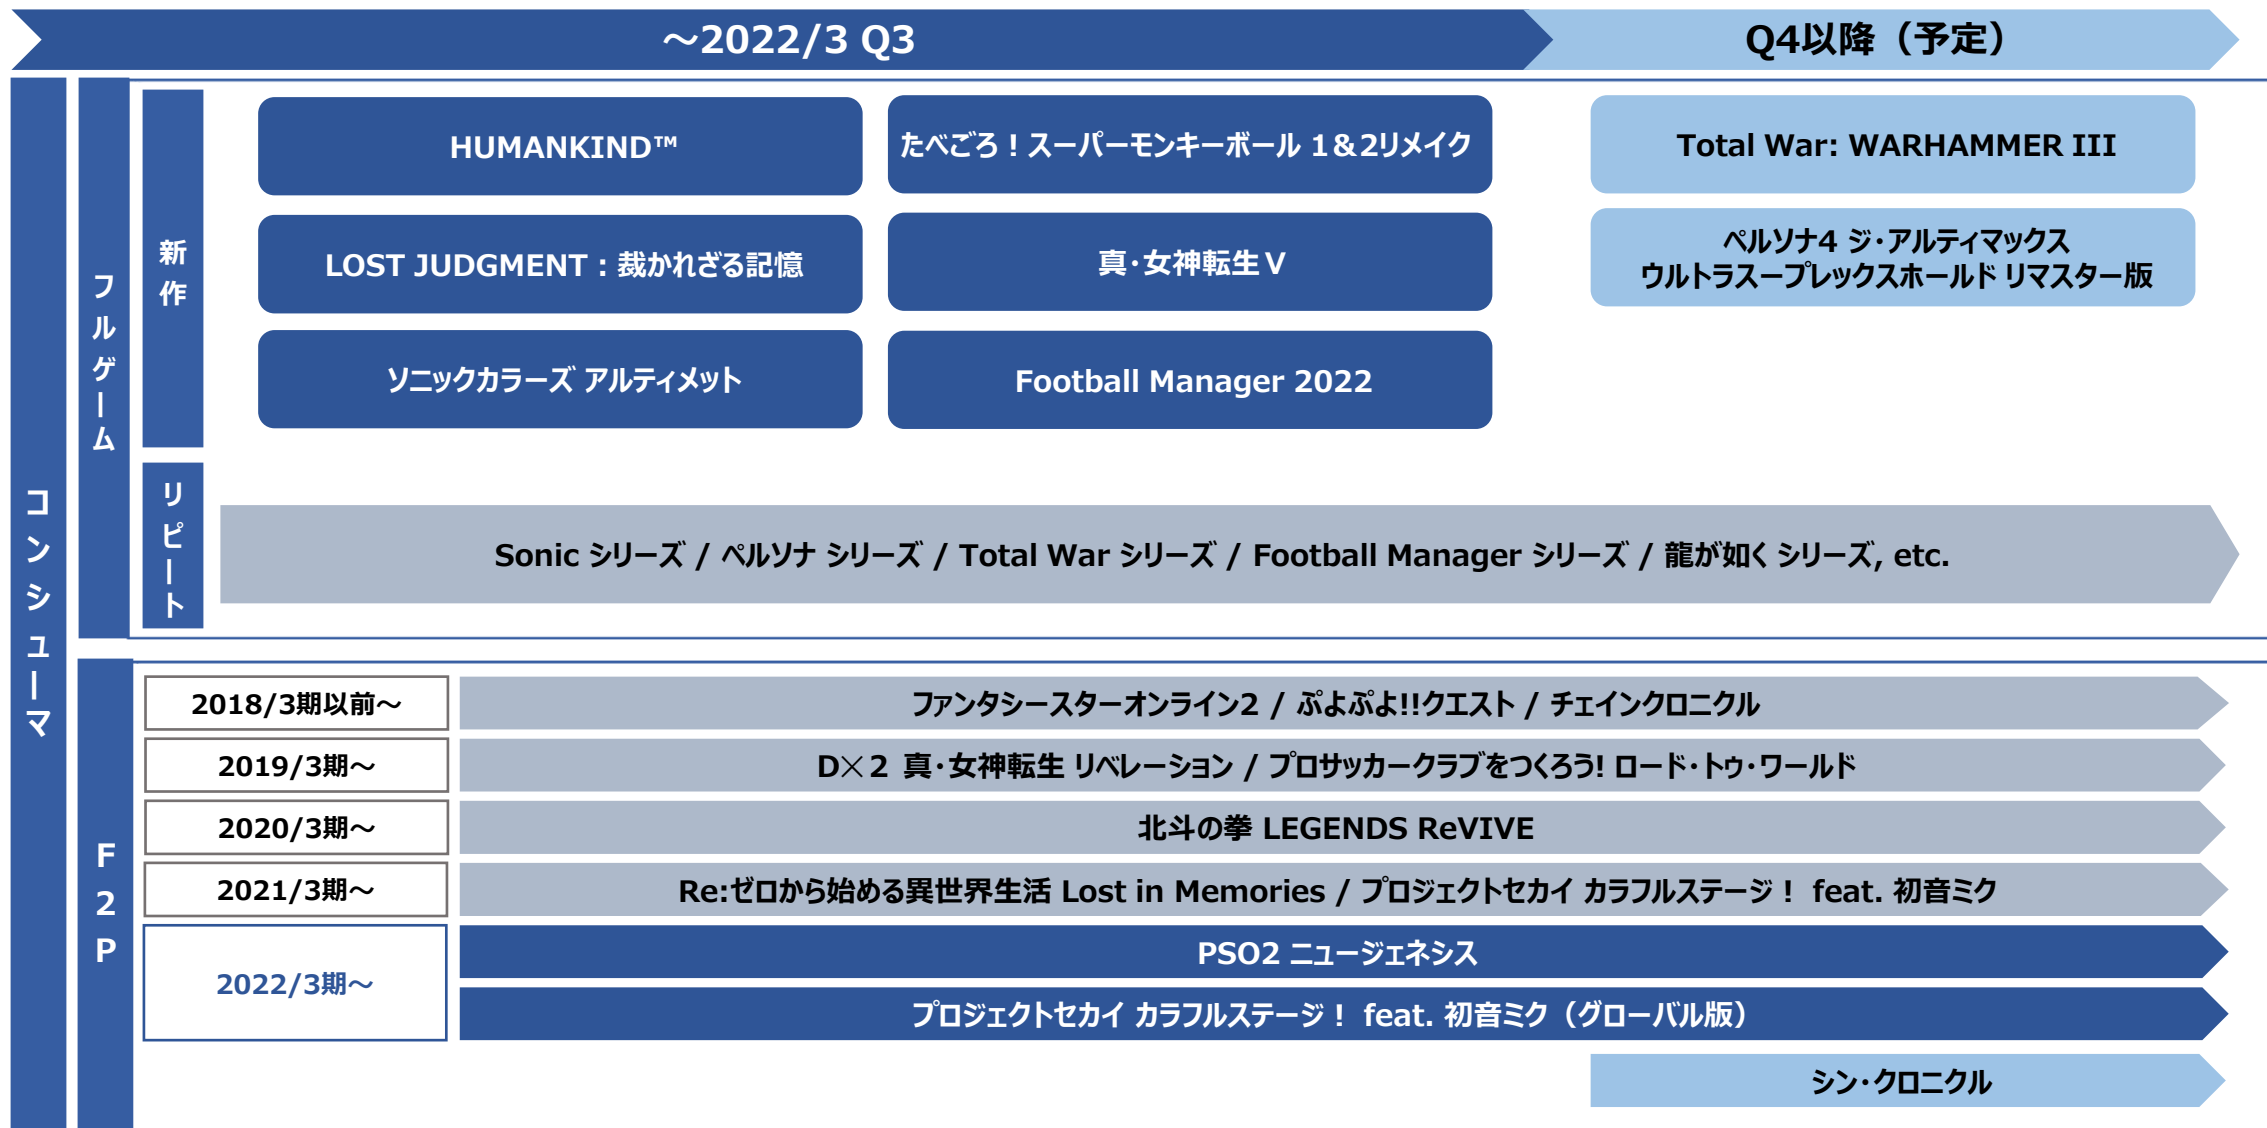 ～2022/3 Q3
Q4以降（予定）
コンシューマ
フルゲーム
新作
HUMANKIND™
たべごろ！スーパーモンキーボール 1＆2リメイク
Total War: WARHAMMER III
LOST JUDGMENT：裁かれざる記憶
真・女神転生Ⅴ
ペルソナ4 ジ・アルティマックス
ウルトラスープレックスホールド リマスター版
ソニックカラーズ アルティメット
Football Manager 2022
リピート
Sonic シリーズ / ペルソナ シリーズ / Total War シリーズ / Football Manager シリーズ / 龍が如く シリーズ, etc.
F2P
2018/3期以前～
ファンタシースターオンライン2 / ぷよぷよ!!クエスト / チェインクロニクル
2019/3期～
D×2 真・女神転生 リベレーション / プロサッカークラブをつくろう! ロード・トゥ・ワールド
2020/3期～
北斗の拳 LEGENDS ReVIVE
2021/3期～
Re:ゼロから始める異世界生活 Lost in Memories / プロジェクトセカイ カラフルステージ！ feat. 初音ミク
2022/3期～
PSO2 ニュージェネシス
プロジェクトセカイ カラフルステージ！ feat. 初音ミク（グローバル版）
シン・クロニクル